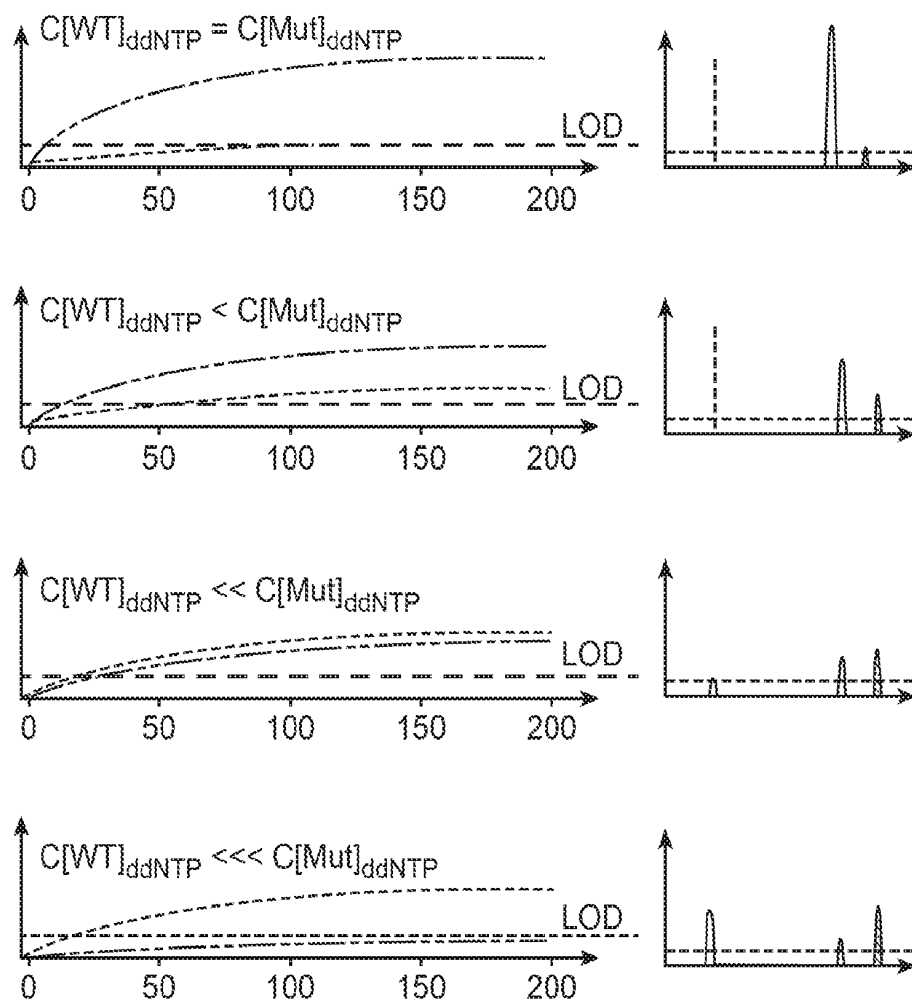 C[WT]ddNTP = C[Mut]ddNTP
LOD
0 50 100 150 200
C[WT]ddNTP < C[Mut]ddNTP
LOD
0 50 100 150 200
C[WT]ddNTP << C[Mut]ddNTP
LOD
0 50 100 150 200
C[WT]ddNTP <<< C[Mut]ddNTP
LOD
0 50 100 150 200